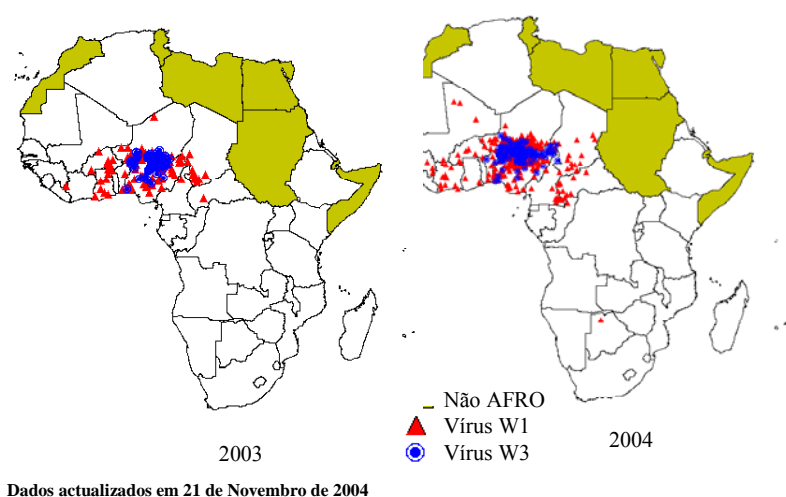 Não AFRO
Vírus W1
Vírus W3
2003
2004
Dados actualizados em 21 de Novembro de 2004